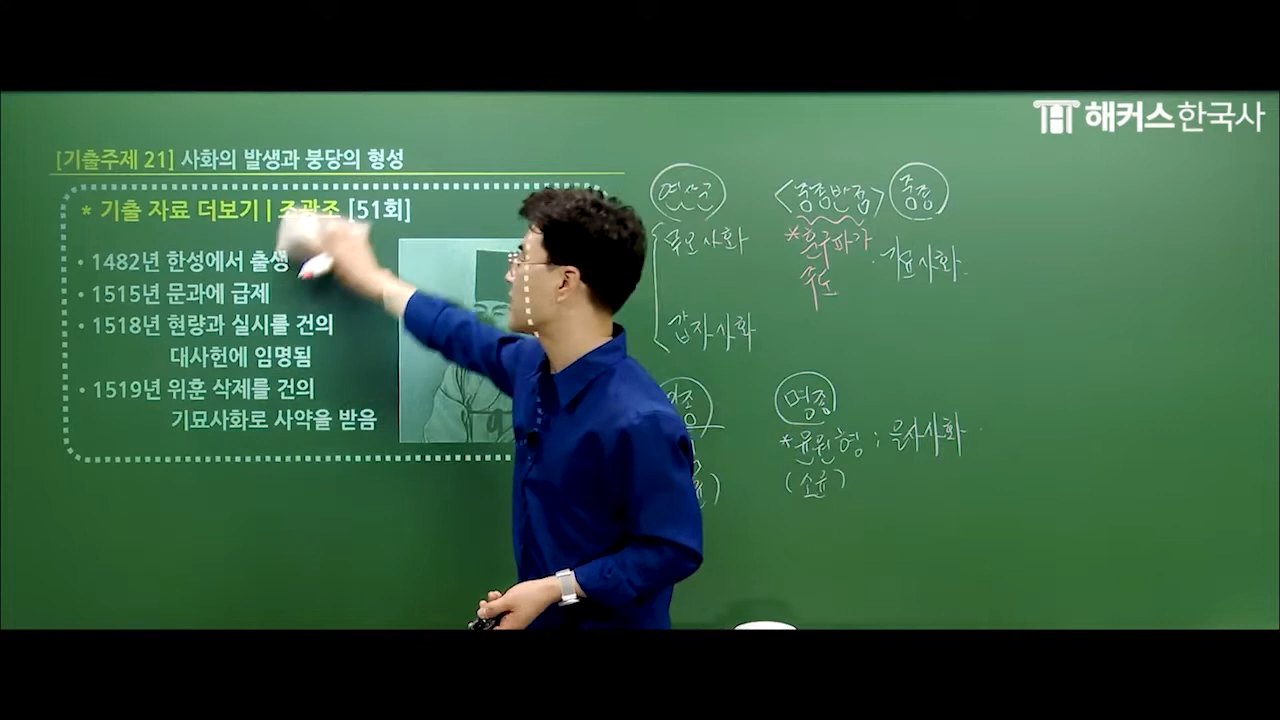 해커스한국사
[기출주제 21] 사화의 발생과 붕당의 형성
* 기출 자료 더보기 | 조광조 [51회]
• 1482년 한성에서 출생
• 1515년 문과에 급제
• 1518년 현량과 실시를 건의
대사헌에 임명됨
• 1519년 위훈 삭제를 건의
기묘사화로 사약을 받음
연산군
무오사화
갑자사화
<중종반정> 중종
*훈구파가 기묘사화
주도
종
명종
*윤원형 : 을사사화
(소윤)